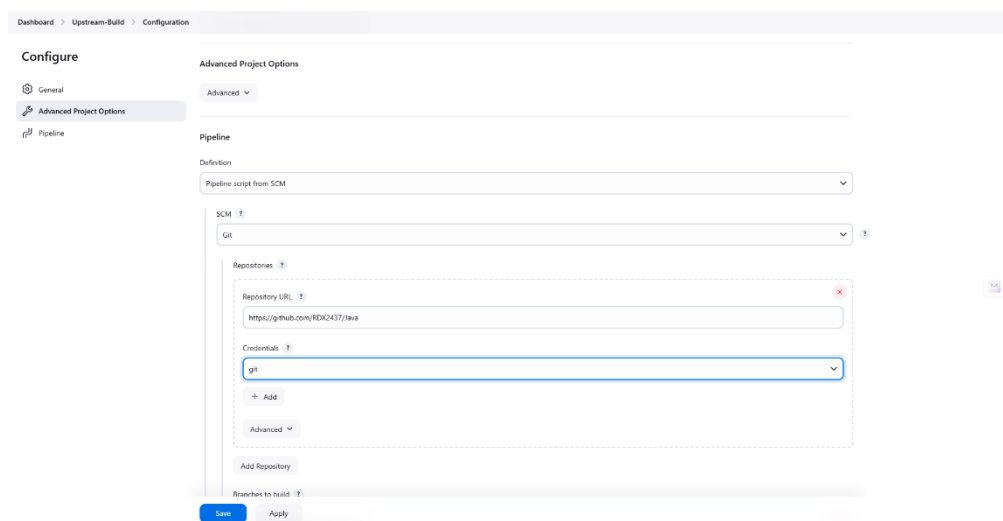 Dashboard > Upstream-Build > Configuration
Configure
General
Advanced Project Options
Pipeline
Advanced Project Options
Advanced
Pipeline
Definition
Pipeline script from SCM
SCM ?
Git
?
Repositories ?
×
Repository URL ?
https://github.com/RDX2437/Java
Credentials ?
git
+ Add
Advanced
Add Repository
Branches to build ?
Save Apply